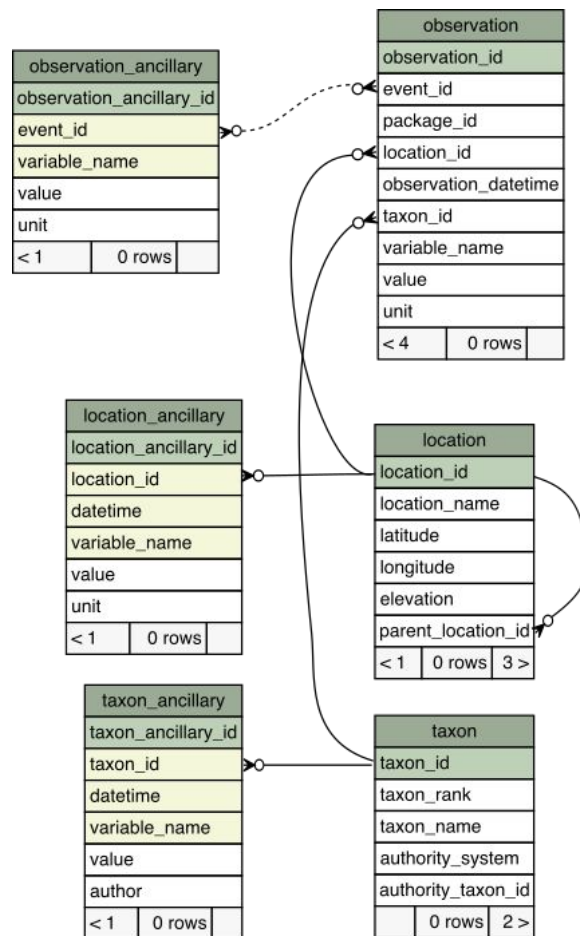 observation_ancillary
observation_ancillary_id
event_id
variable_name
value
unit
< 1 0 rows
observation
observation_id
event_id
package_id
location_id
observation_datetime
taxon_id
variable_name
value
unit
< 4 0 rows
location_ancillary
location_ancillary_id
location_id
datetime
variable_name
value
unit
< 1 0 rows
location
location_id
location_name
latitude
longitude
elevation
parent_location_id
< 1 0 rows 3 >
taxon_ancillary
taxon_ancillary_id
taxon_id
datetime
variable_name
value
author
< 1 0 rows
taxon
taxon_id
taxon_rank
taxon_name
authority_system
authority_taxon_id
0 rows 2 >